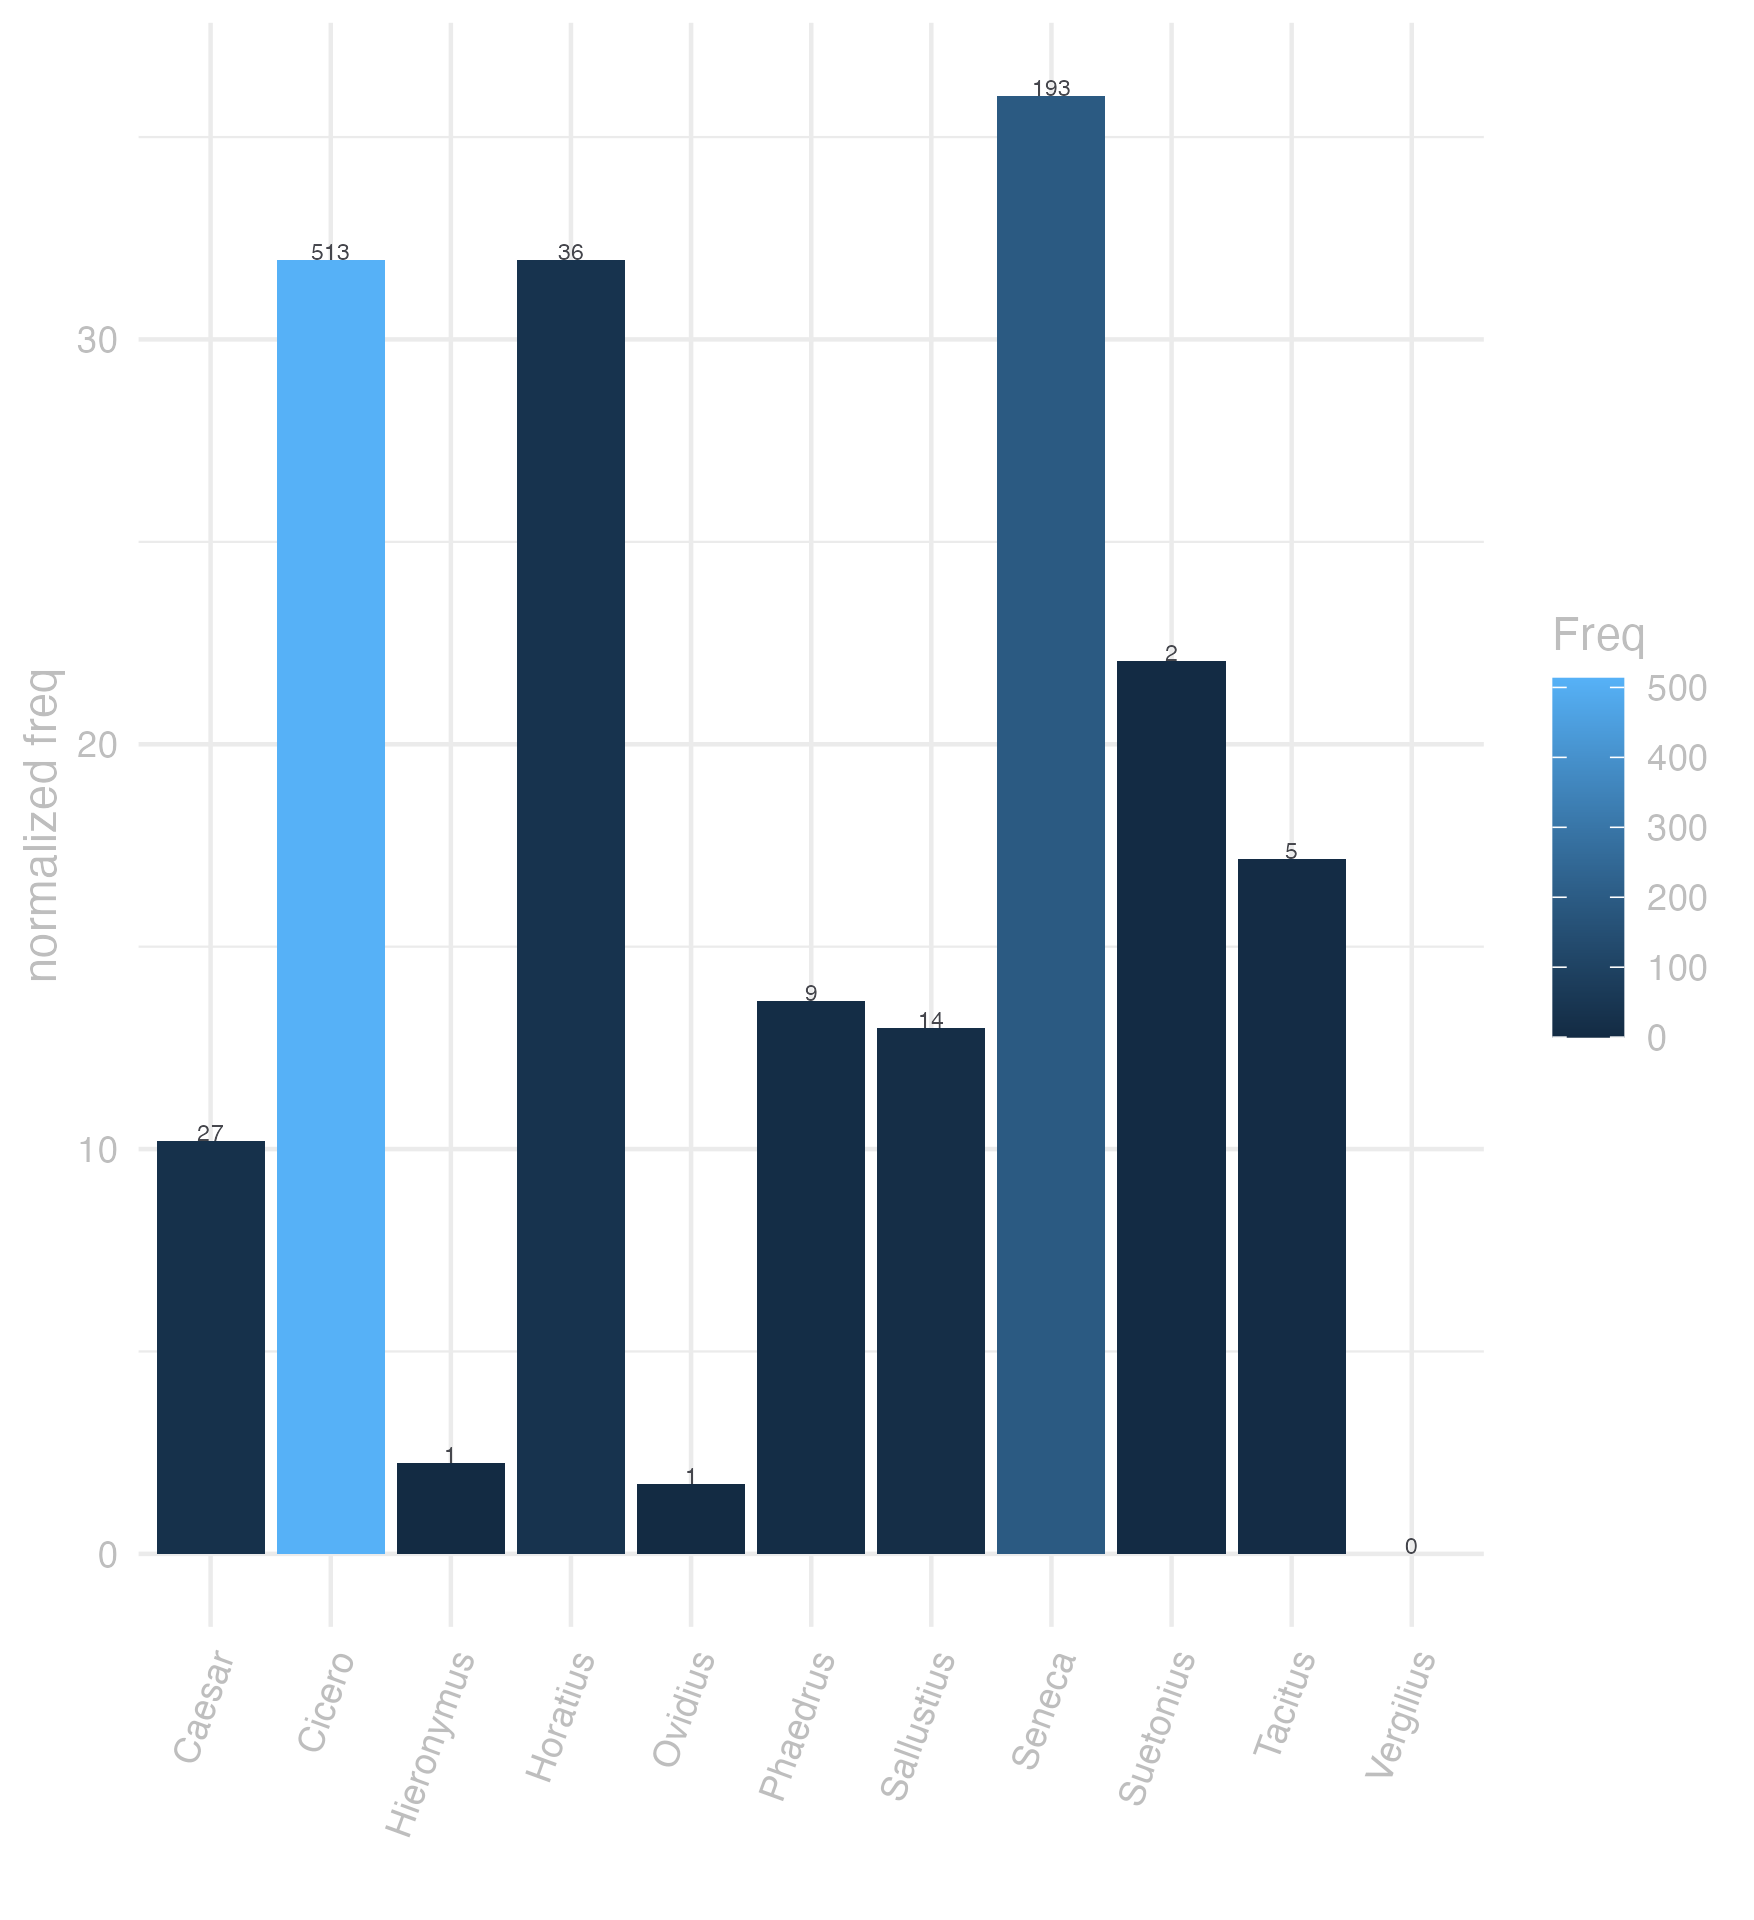 193
513
36
30
2
Freq
500
20
400
300
5
200
9
100
14
0
27
10
1
1
0
0
normalized freq
Caesar
Cicero
Hieronymus
Horatius
Ovidius
Phaedrus
Sallustius
Seneca
Suetonius
Tacitus
Vergilius